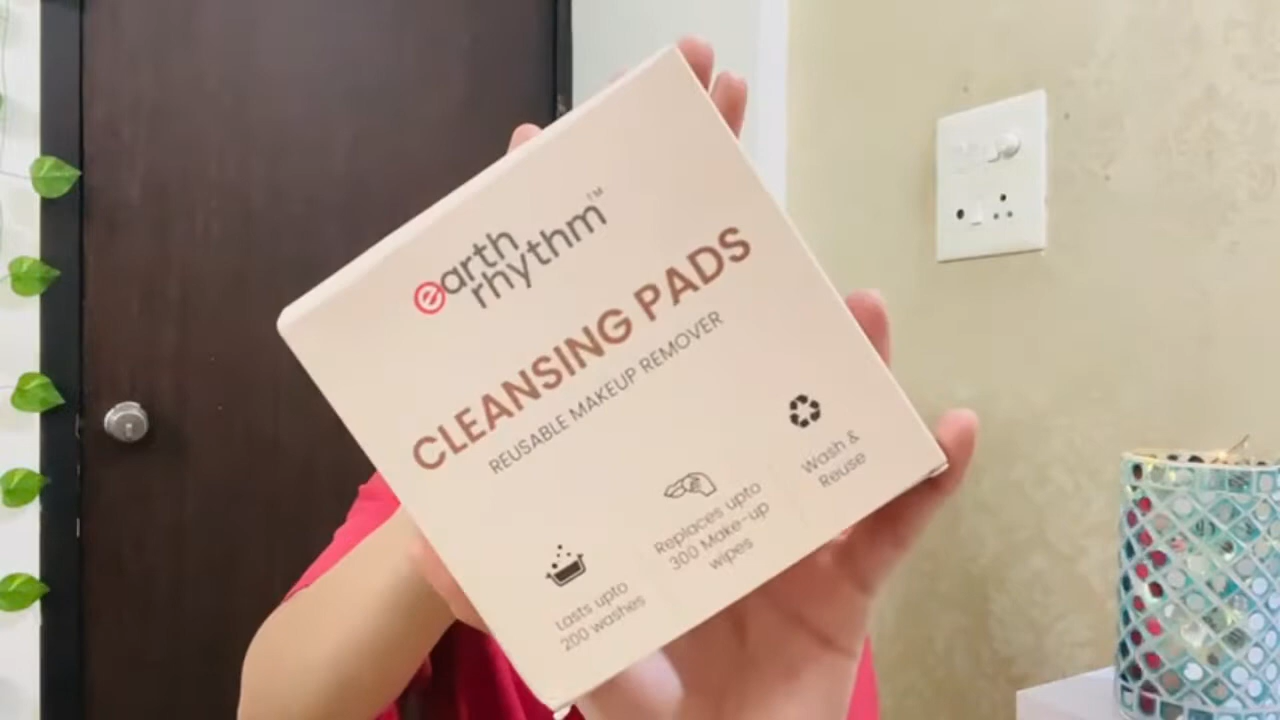 earth
rhythm™
CLEANSING PADS
REUSABLE MAKEUP REMOVER
Lasts upto
200 washes
Replaces upto
300 Make-up
wipes
Wash &
Reuse